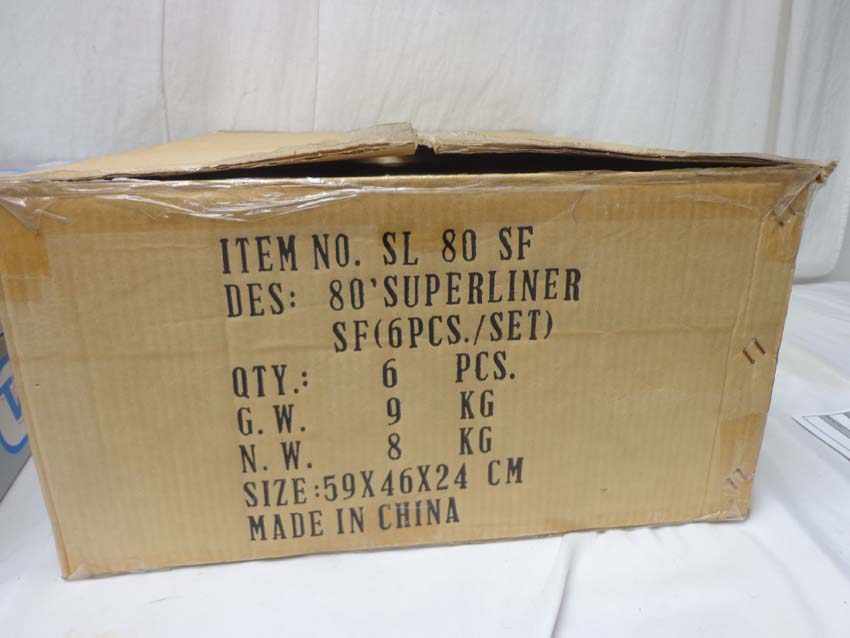 ITEM NO. SL 80 SF
DES: 80'SUPERLINER
SF(6PCS./SET)
QTY.: 6 PCS.
G. W. 9 KG
N. W. 8 KG
SIZE:59X46X24 CM
MADE IN CHINA